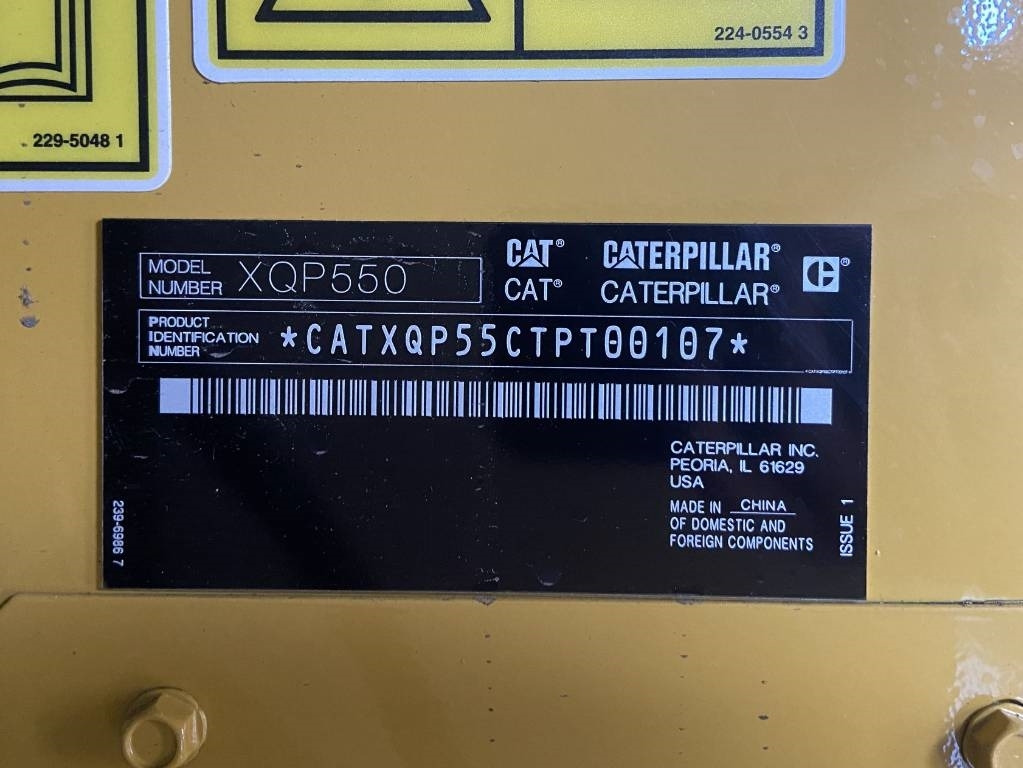 224-0554 3
229-5048 1
MODEL NUMBER XQP550
CAT® CATERPILLAR®
CAT® CATERPILLAR®
C®
PRODUCT IDENTIFICATION NUMBER *CATXQP55CTPT00107*
CATERPILLAR INC.
PEORIA, IL 61629
USA
MADE IN CHINA
OF DOMESTIC AND
FOREIGN COMPONENTS
239-6986 7
ISSUE 1